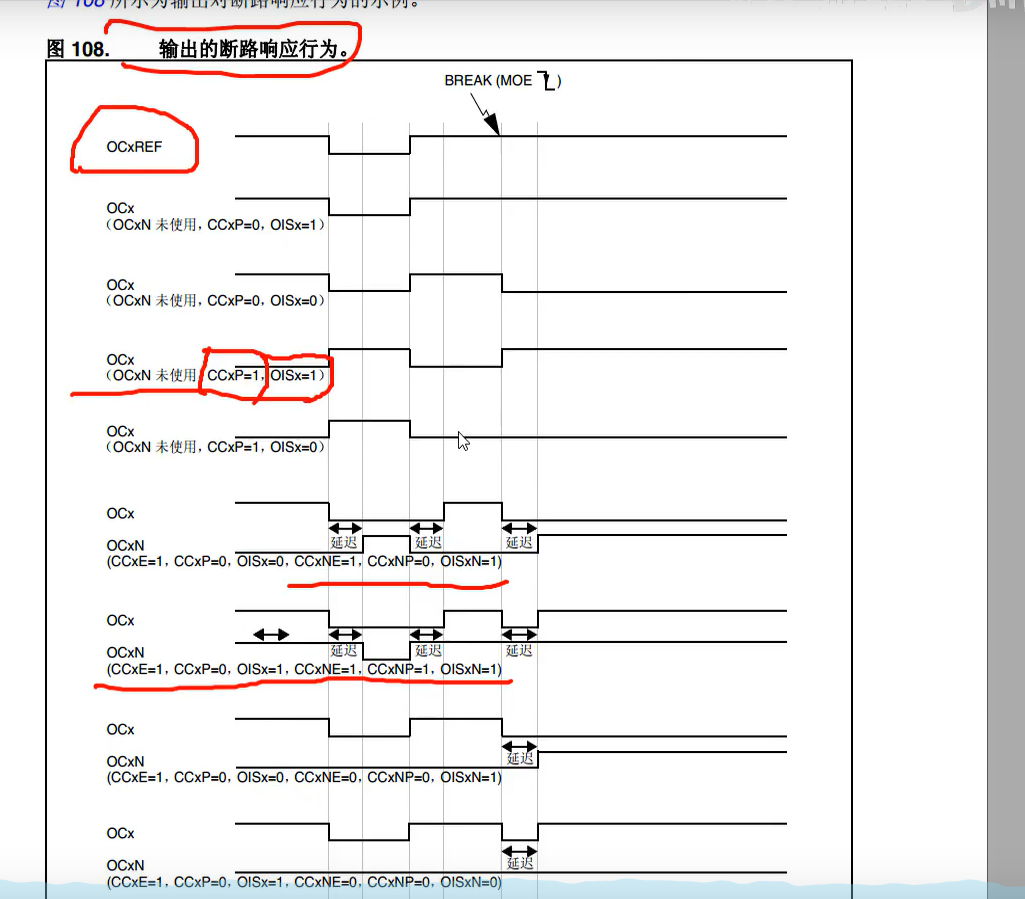 图 108 所示为输出对断路响应行为的示例。
图 108. 输出的断路响应行为。
BREAK (MOE )
OCxREF
OCx
(OCxN 未使用, CCxP=0, OISx=1)
OCx
(OCxN 未使用, CCxP=0, OISx=0)
OCx
(OCxN 未使用, CCxP=1, OISx=1)
OCx
(OCxN 未使用, CCxP=1, OISx=0)
OCx
延迟 延迟 延迟
OCxN
(CCxE=1, CCxP=0, OISx=0, CCxNE=1, CCxNP=0, OISxN=1)
OCx
延迟 延迟 延迟
OCxN
(CCxE=1, CCxP=0, OISx=1, CCxNE=1, CCxNP=1, OISxN=1)
OCx
延迟
OCxN
(CCxE=1, CCxP=0, OISx=0, CCxNE=0, CCxNP=0, OISxN=1)
OCx
延迟
OCxN
(CCxE=1, CCxP=0, OISx=1, CCxNE=0, CCxNP=0, OISxN=0)